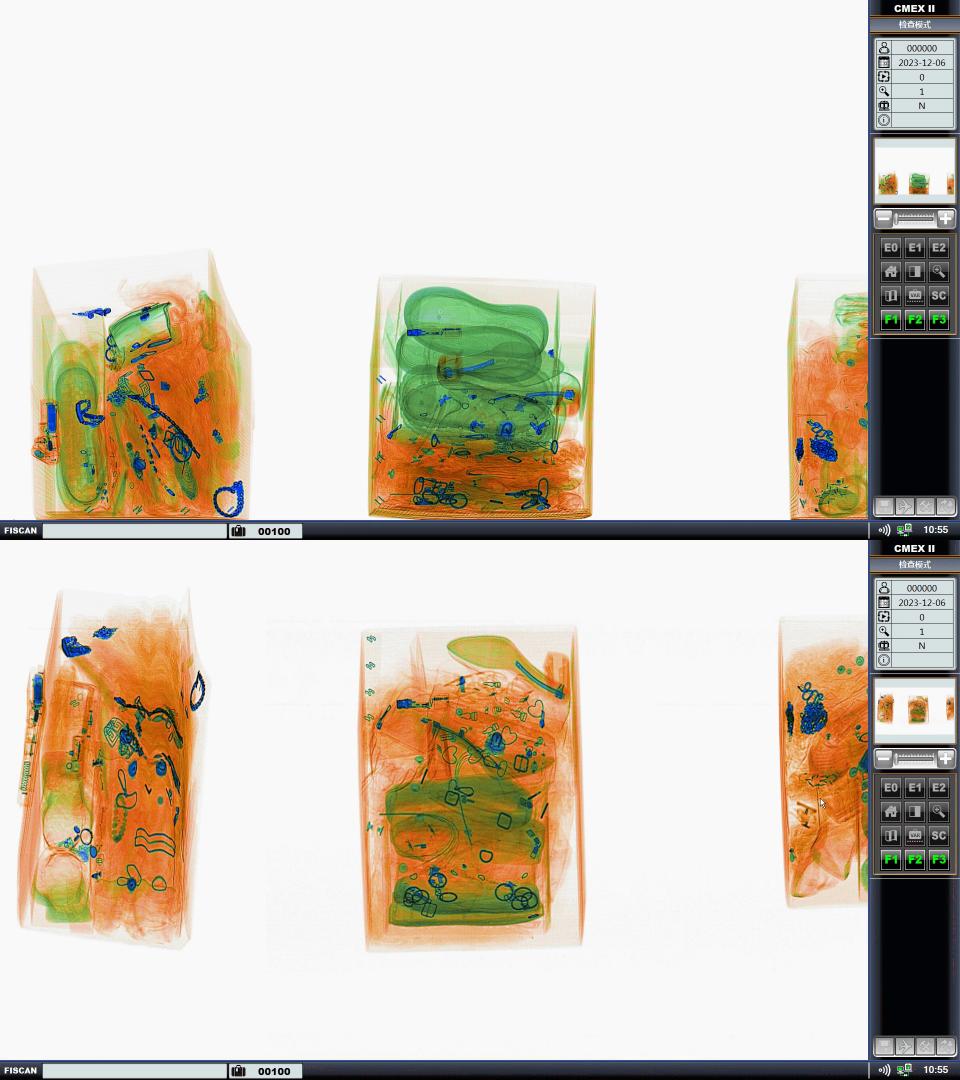 CMEX II
检查模式
000000
2023-12-06
0
1
N
E0 E1 E2
VAR SC
F1 F2 F3
FISCAN 00100 10:55
CMEX II
检查模式
000000
2023-12-06
0
1
N
E0 E1 E2
VAR SC
F1 F2 F3
FISCAN 00100 10:55